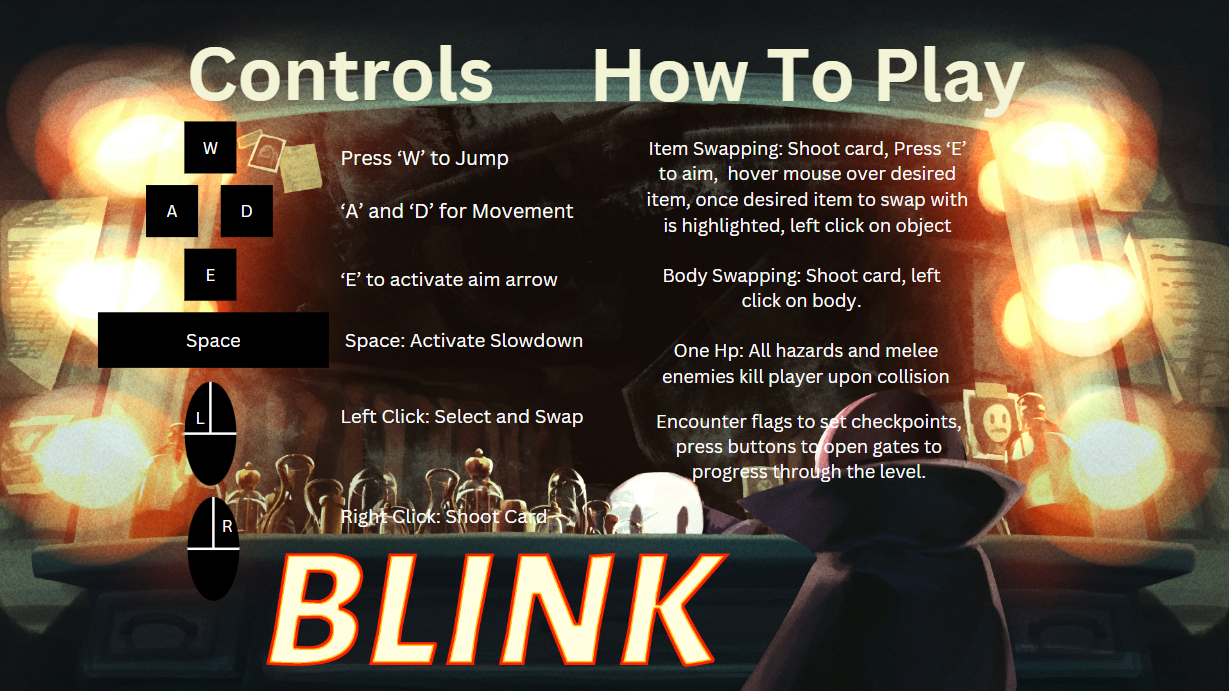 Controls
How To Play
W
A
D
E
Space
L
R
Press ‘W’ to Jump
‘A’ and ‘D’ for Movement
‘E’ to activate aim arrow
Space: Activate Slowdown
Left Click: Select and Swap
Right Click: Shoot Card
Item Swapping: Shoot card, Press ‘E’
to aim, hover mouse over desired
item, once desired item to swap with
is highlighted, left click on object
Body Swapping: Shoot card, left
click on body.
One Hp: All hazards and melee
enemies kill player upon collision
Encounter flags to set checkpoints,
press buttons to open gates to
progress through the level.
BLINK